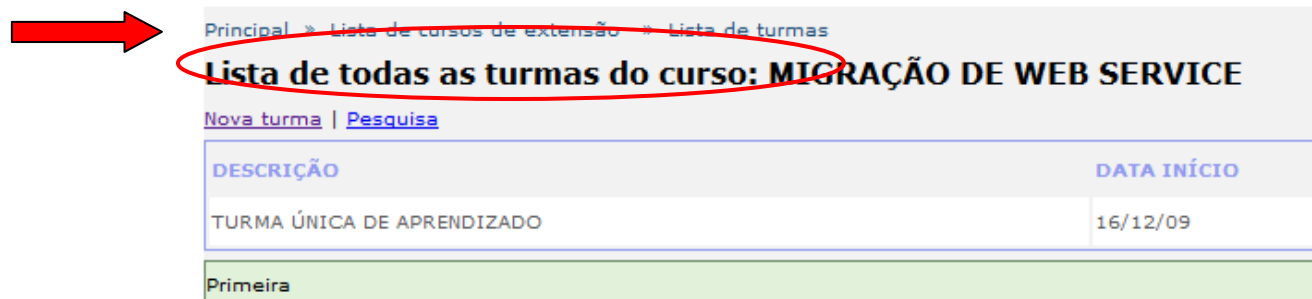 Principal » Lista de cursos de extensão » Lista de turmas
Lista de todas as turmas do curso: MIGRAÇÃO DE WEB SERVICE
Nova turma | Pesquisa
DESCRIÇÃO DATA INÍCIO
TURMA ÚNICA DE APRENDIZADO 16/12/09
Primeira